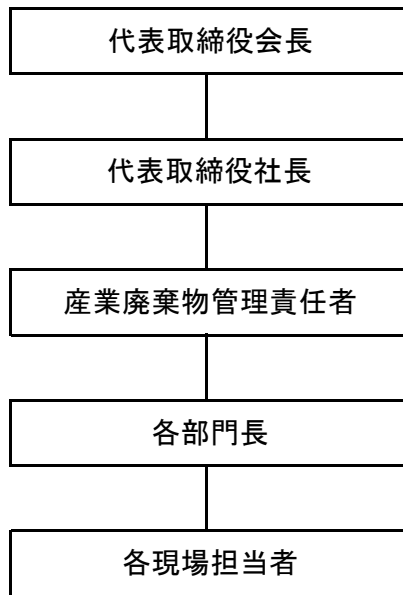 代表取締役会長
代表取締役社長
産業廃棄物管理責任者
各部門長
各現場担当者